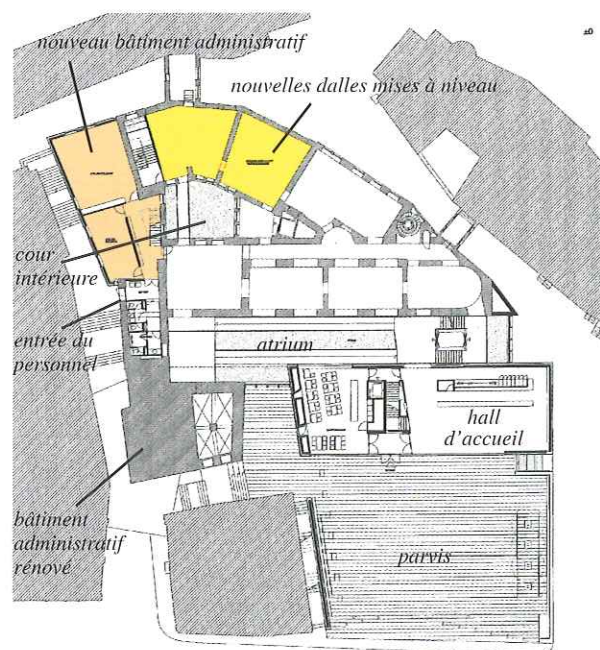 ±0
nouveau bâtiment administratif
nouvelles dalles mises à niveau
cour
intérieure
entrée du
personnel
atrium
hall
d'accueil
bâtiment
administratif
rénové
parvis